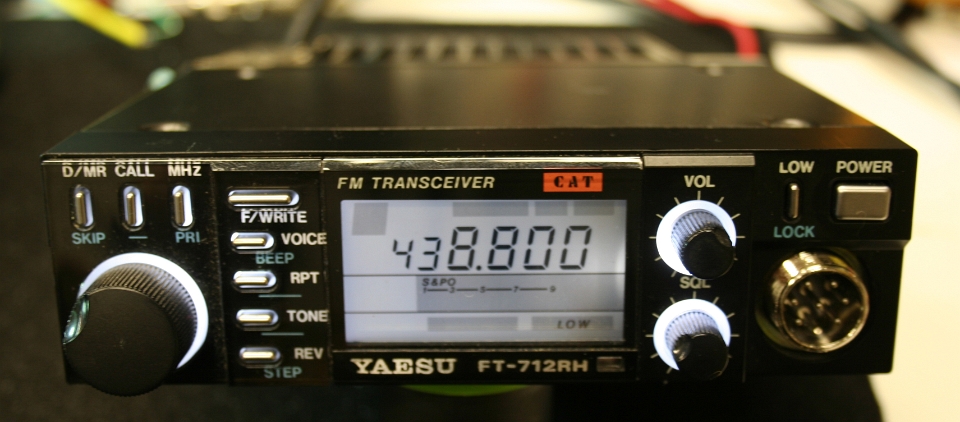 D/MR CALL MHz
SKIP — PRI
F/WRITE
VOICE
BEEP
RPT
TONE
REV
STEP
FM TRANSCEIVER CAT
438.800
S&PO
1 3 5 7 9
LOW
YAESU FT-712RH
VOL
SQL
LOW POWER
LOCK